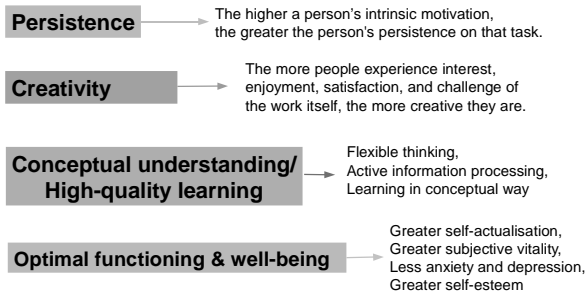 Persistence
The higher a person's intrinsic motivation,
the greater the person's persistence on that task.
Creativity
The more people experience interest,
enjoyment, satisfaction, and challenge of
the work itself, the more creative they are.
Conceptual understanding/
High-quality learning
Flexible thinking,
Active information processing,
Learning in conceptual way
Optimal functioning & well-being
Greater self-actualisation,
Greater subjective vitality,
Less anxiety and depression,
Greater self-esteem